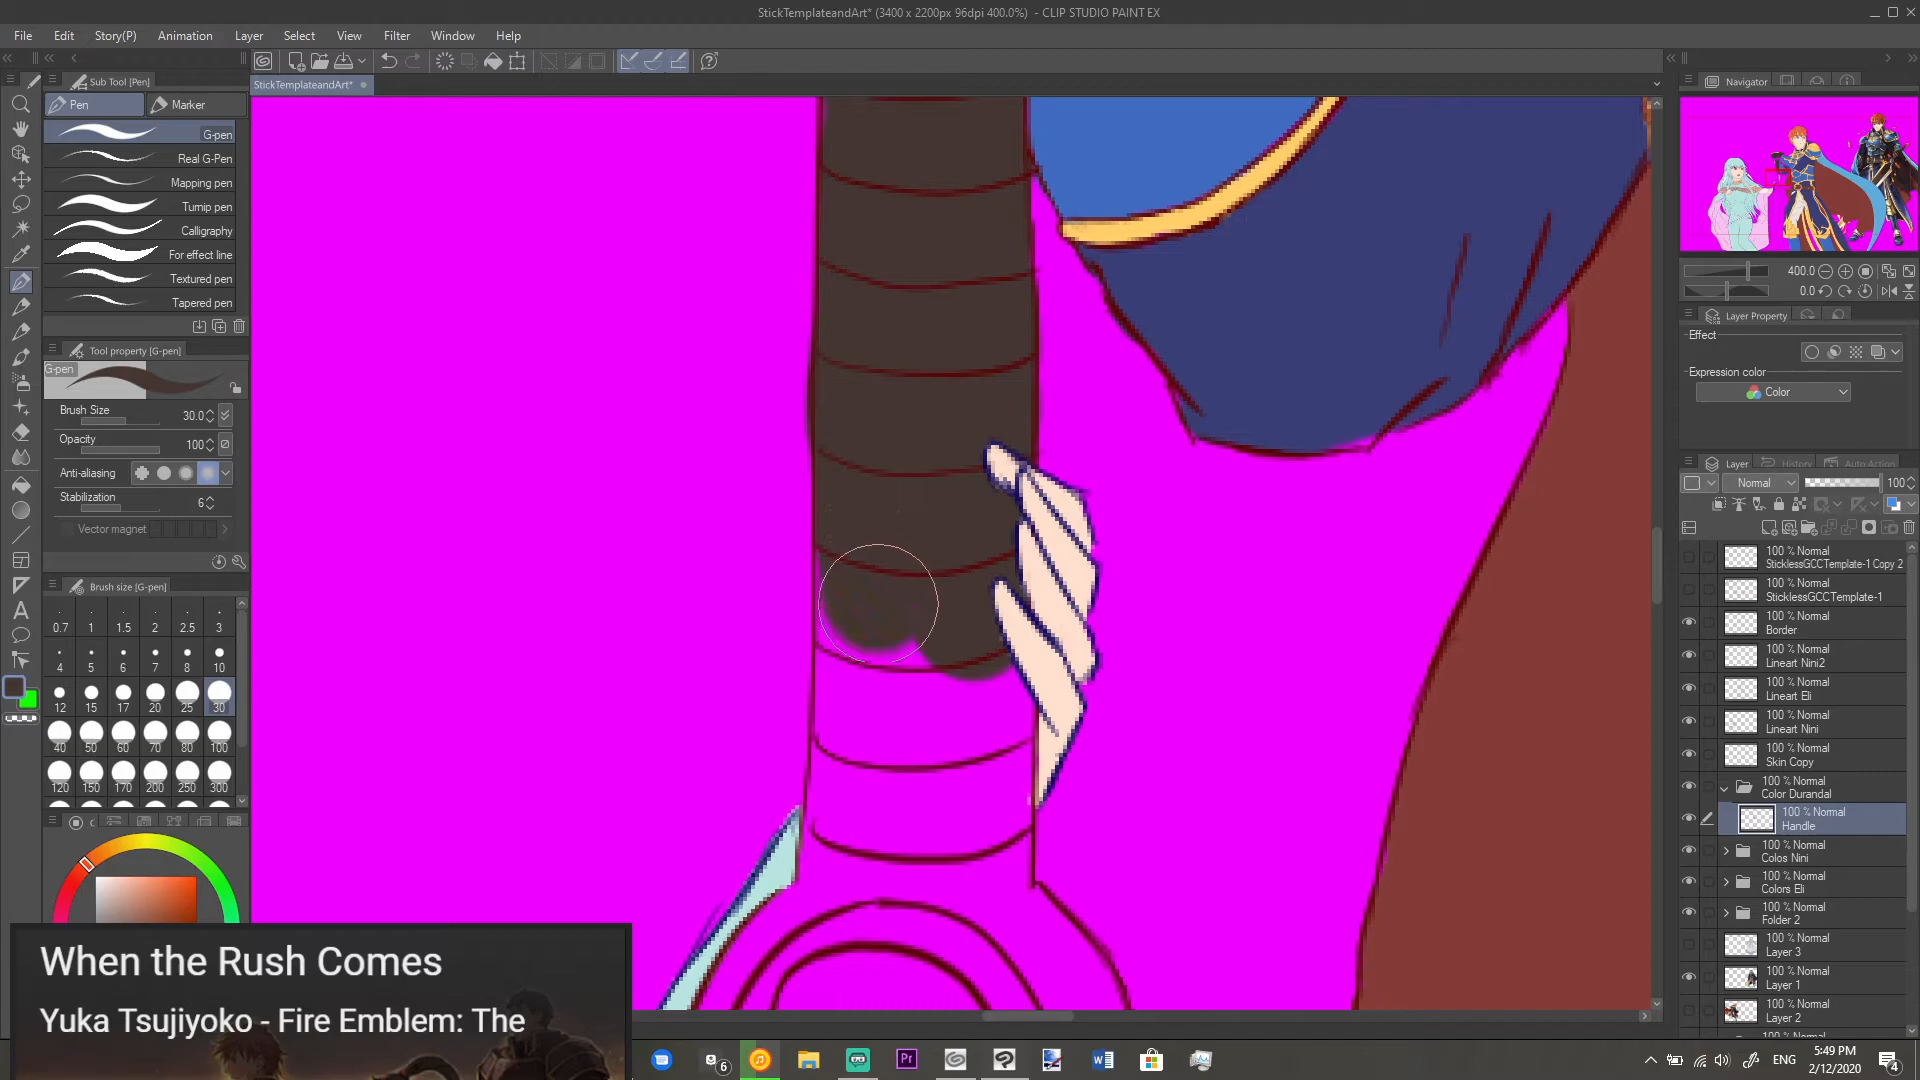 StickTemplateandArt* (3400 x 2200px 96dpi 400.0%) - CLIP STUDIO PAINT EX
File Edit Story(P) Animation Layer Select View Filter Window Help
Sub Tool [Pen]
StickTemplateandArt*
Navigator
Pen
Marker
G-pen
Real G-Pen
Mapping pen
Turnip pen
Calligraphy
For effect line
Textured pen
Tapered pen
Tool property [G-pen]
G-pen
Brush Size 30.0
Opacity 100
Anti-aliasing
Stabilization 6
Vector magnet
Brush size [G-pen]
0.7 1 1.5 2 2.5 3
4 5 6 7 8 10
12 15 17 20 25 30
40 50 60 70 80 100
120 150 170 200 250 300
400.0
0.0
Layer Property
Effect
Expression color
Color
Layer History Auto Action
Normal 100
100 % Normal
SticklessGCCTemplate-1 Copy 2
100 % Normal
SticklessGCCTemplate-1
100 % Normal
Border
100 % Normal
Lineart Nini2
100 % Normal
Lineart Eli
100 % Normal
Lineart Nini
100 % Normal
Skin Copy
100 % Normal
Color Durandal
100 % Normal
Handle
100 % Normal
Colos Nini
100 % Normal
Colors Eli
100 % Normal
Folder 2
100 % Normal
Layer 3
100 % Normal
Layer 1
100 % Normal
Layer 2
When the Rush Comes
Yuka Tsujiyoko - Fire Emblem: The
6
Pr
ENG
5:49 PM
2/12/2020
4